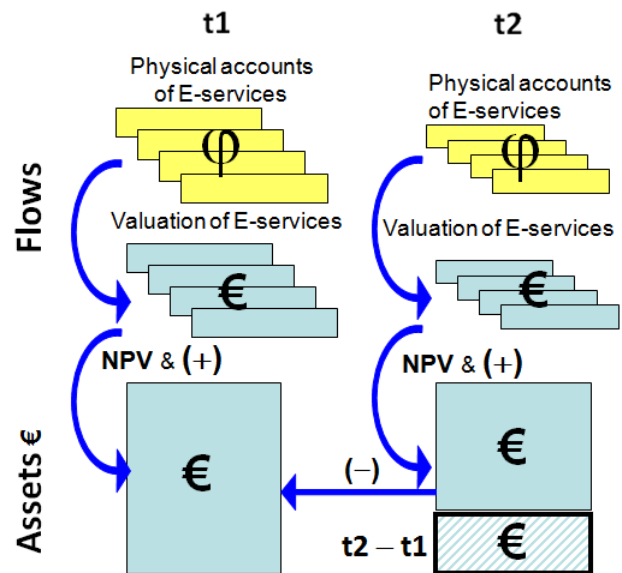 t1
t2
Physical accounts
of E-services
φ
Physical accounts
of E-services
φ
Flows
Valuation of E-services
€
Valuation of E-services
€
NPV & (+)
NPV & (+)
Assets €
€
(−)
€
t2 − t1
€